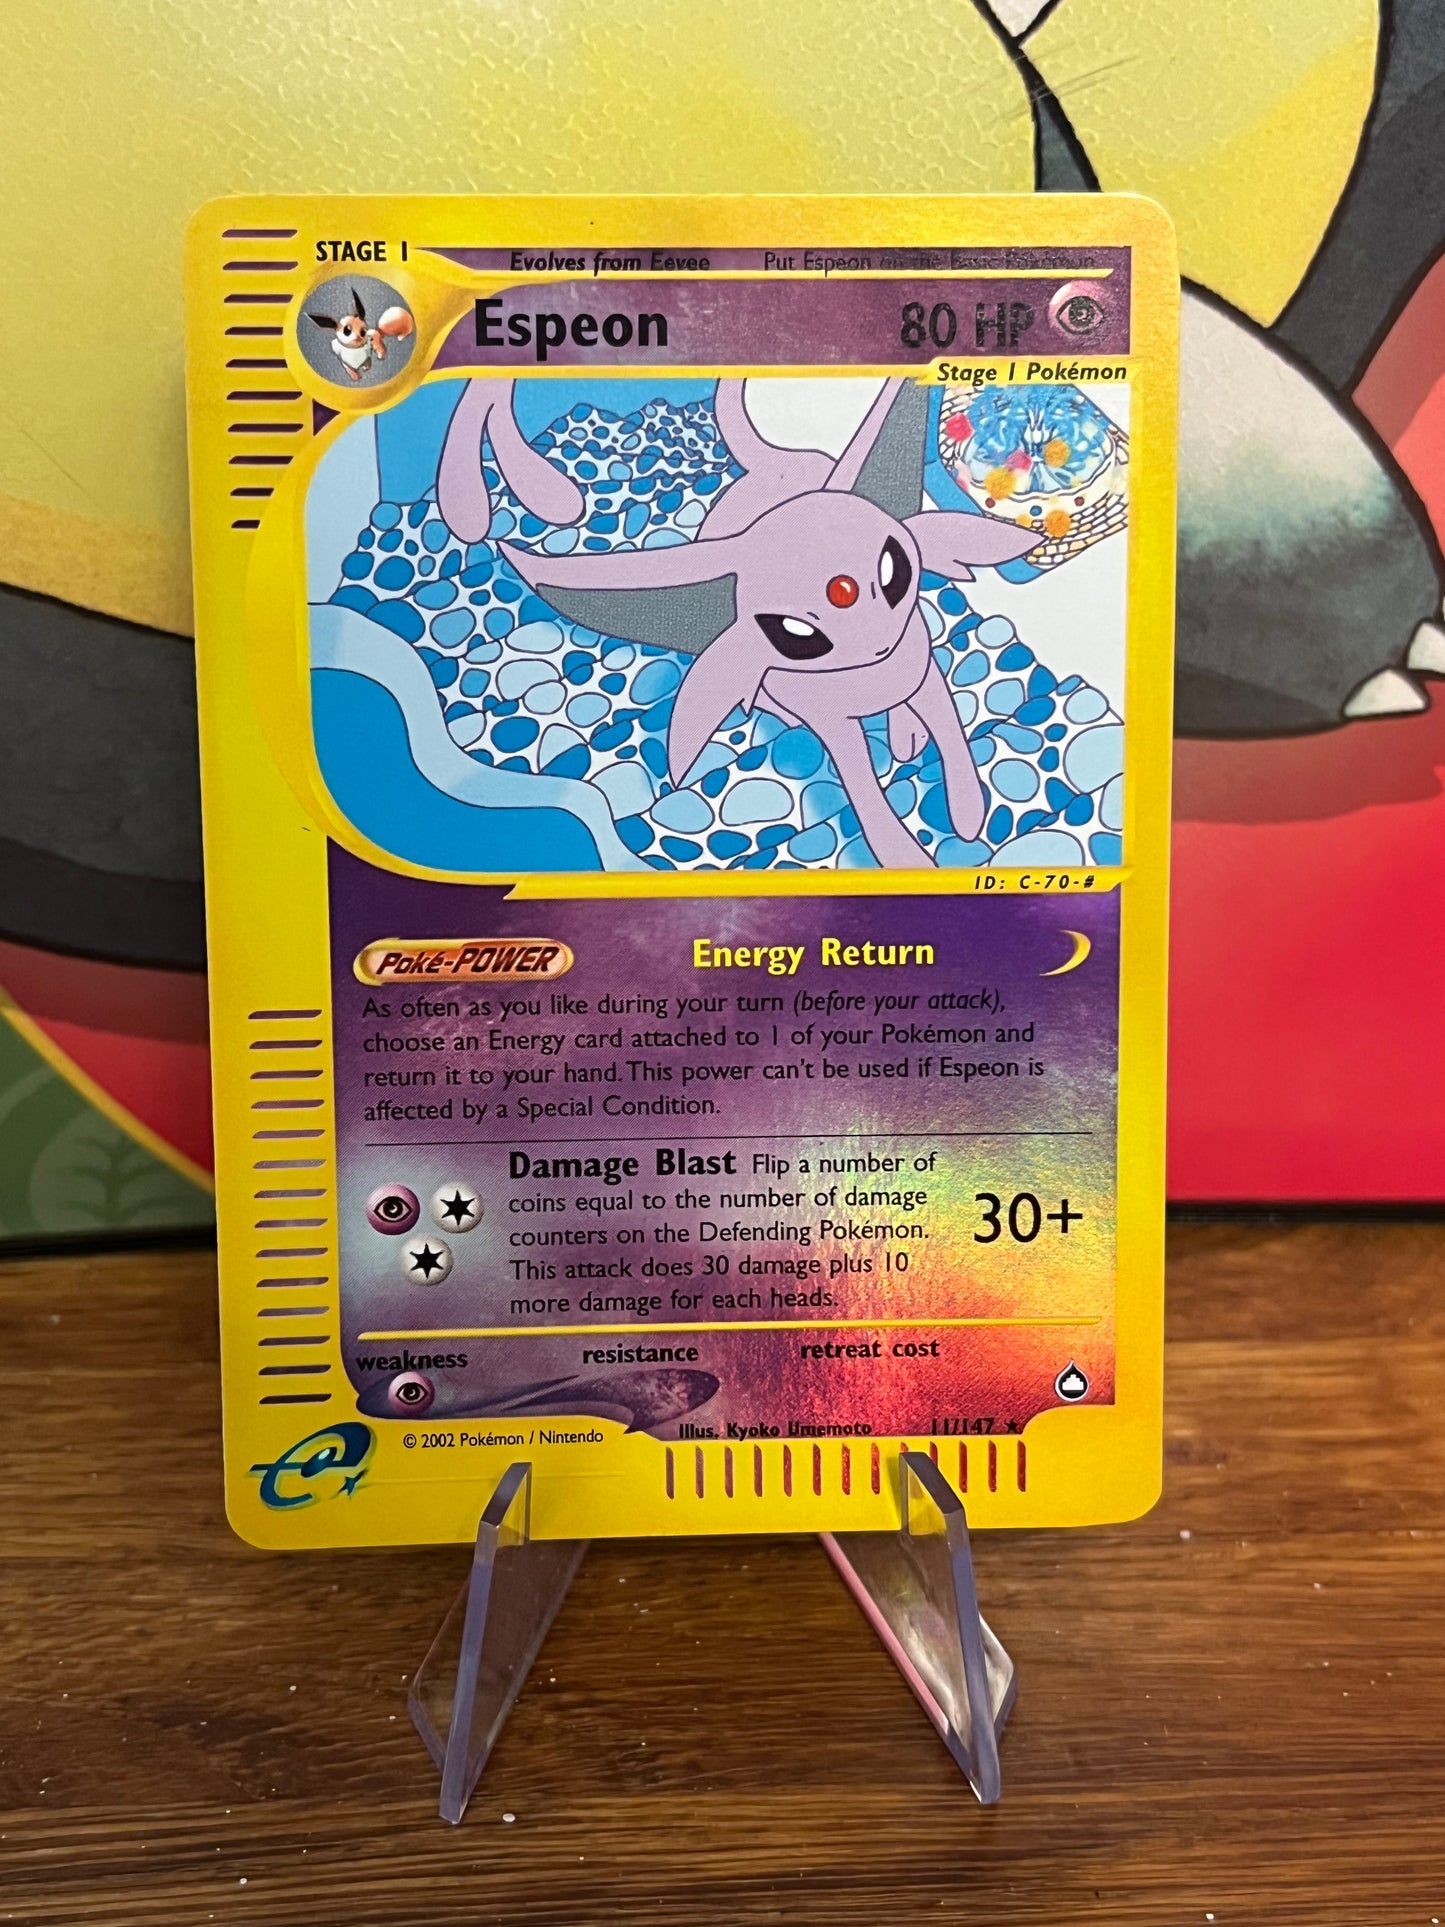 STAGE 1
Evolves from Eevee Put Espeon on the Basic Pokémon
Espeon 80 HP
Stage 1 Pokémon
ID: C-70-#
Poké-POWER Energy Return
As often as you like during your turn (before your attack),
choose an Energy card attached to 1 of your Pokémon and
return it to your hand. This power can't be used if Espeon is
affected by a Special Condition.
Damage Blast Flip a number of
coins equal to the number of damage
counters on the Defending Pokémon.
This attack does 30 damage plus 10
more damage for each heads.
30+
weakness resistance retreat cost
Illus. Kyoko Umemoto 11/147 ★
© 2002 Pokémon / Nintendo
e